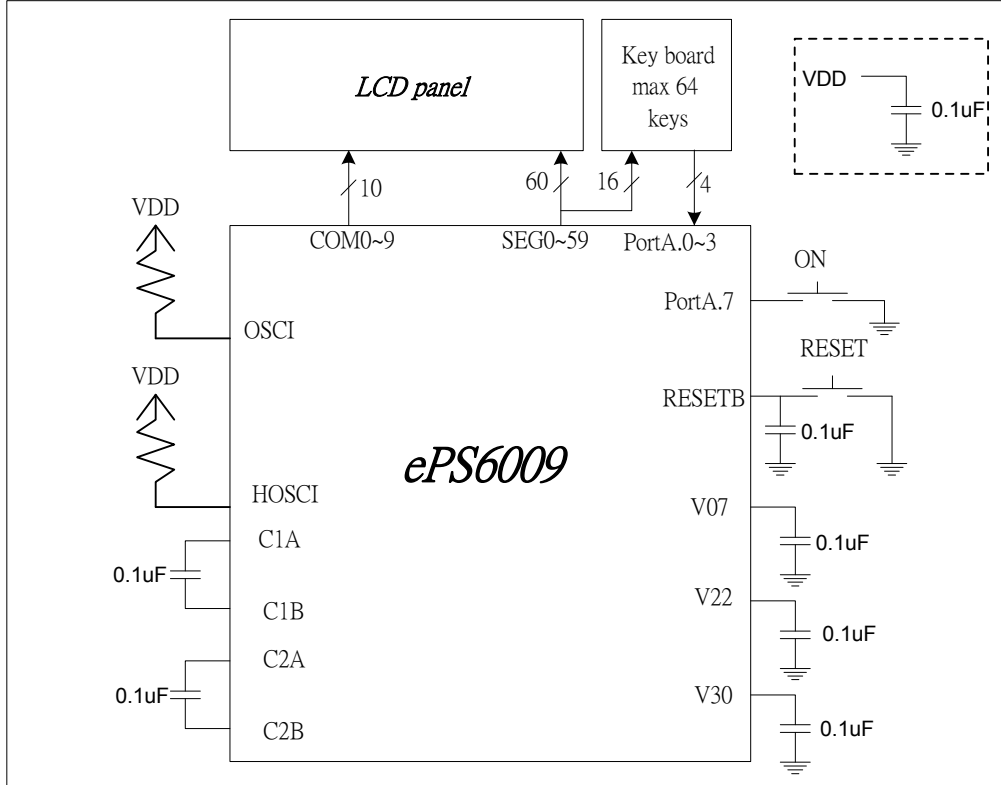 LCD panel
Key board
max 64
keys
VDD
0.1uF
10
60
16
4
VDD
COM0~9
SEG0~59
PortA.0~3
ON
PortA.7
OSCI
RESET
VDD
RESETB
0.1uF
ePS6009
HOSCI
V07
C1A
0.1uF
0.1uF
C1B
V22
0.1uF
C2A
0.1uF
V30
C2B
0.1uF